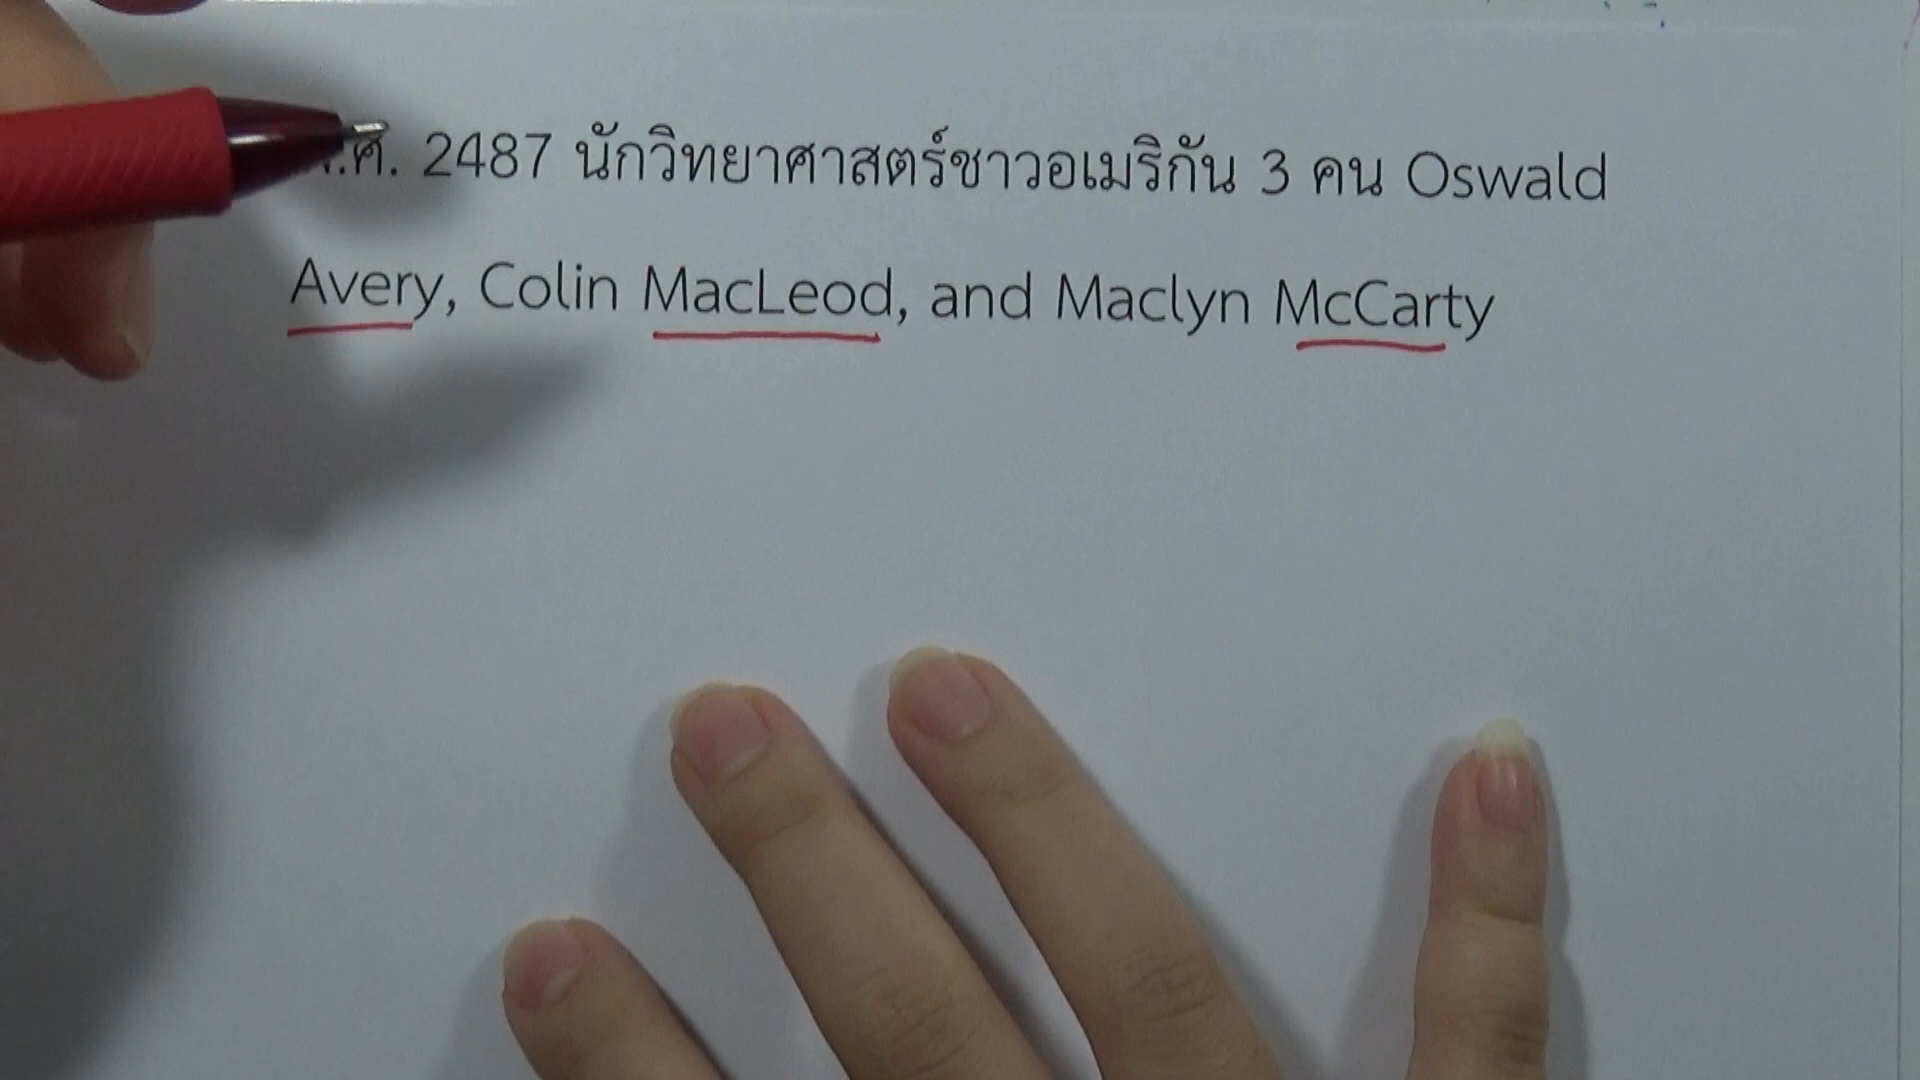 .ศ. 2487 นักวิทยาศาสตร์ชาวอเมริกัน 3 คน Oswald
Avery, Colin MacLeod, and Maclyn McCarty